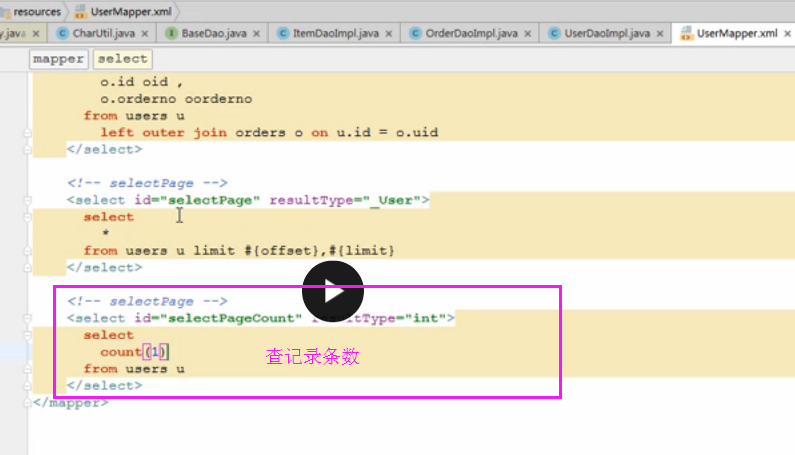 resources UserMapper.xml
y.java CharUtil.java BaseDao.java ItemDaoImpl.java OrderDaoImpl.java UserDaoImpl.java UserMapper.xml
mapper select
o.id oid ,
o.orderno oorderno
from users u
left outer join orders o on u.id = o.uid
</select>
<!-- selectPage -->
<select id="selectPage" resultType="_User">
select
*
from users u limit #{offset},#{limit}
</select>
<!-- selectPage -->
<select id="selectPageCount" resultType="int">
select
count(1)
查记录条数
from users u
</select>
</mapper>